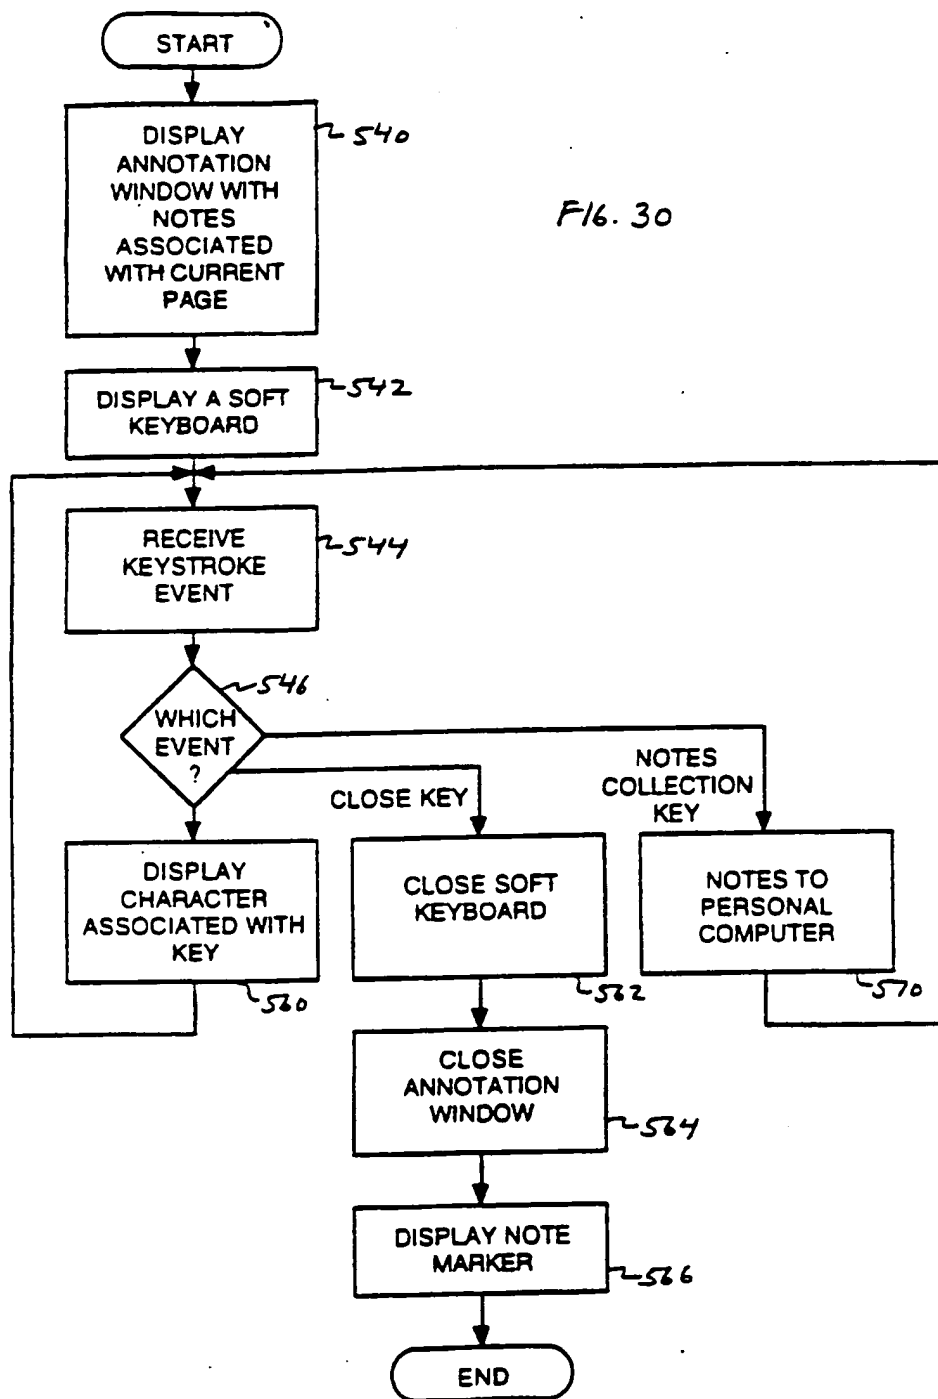 START
DISPLAY
ANNOTATION
WINDOW WITH
NOTES
ASSOCIATED
WITH CURRENT
PAGE
540
FIG. 30
DISPLAY A SOFT
KEYBOARD
542
RECEIVE
KEYSTROKE
EVENT
544
WHICH
EVENT
?
546
CLOSE KEY
NOTES
COLLECTION
KEY
DISPLAY
CHARACTER
ASSOCIATED WITH
KEY
560
CLOSE SOFT
KEYBOARD
562
NOTES TO
PERSONAL
COMPUTER
570
CLOSE
ANNOTATION
WINDOW
564
DISPLAY NOTE
MARKER
566
END